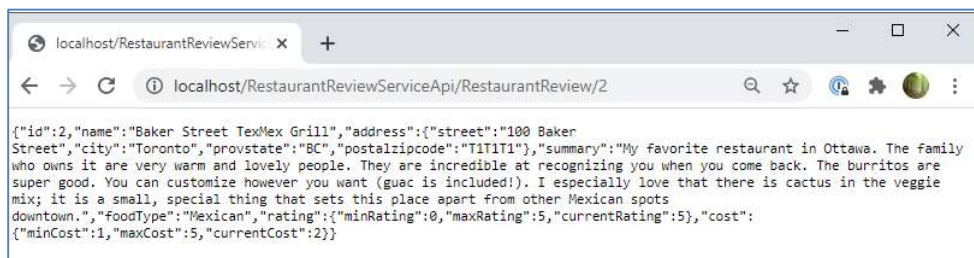 localhost/RestaurantReviewServic
localhost/RestaurantReviewServiceApi/RestaurantReview/2
{"id":2,"name":"Baker Street TexMex Grill","address":{"street":"100 Baker
Street","city":"Toronto","provstate":"BC","postalzipcode":"T1T1T1"},"summary":"My favorite restaurant in Ottawa. The family
who owns it are very warm and lovely people. They are incredible at recognizing you when you come back. The burritos are
super good. You can customize however you want (guac is included!). I especially love that there is cactus in the veggie
mix; it is a small, special thing that sets this place apart from other Mexican spots
downtown.","foodType":"Mexican","rating":{"minRating":0,"maxRating":5,"currentRating":5},"cost":
{"minCost":1,"maxCost":5,"currentCost":2}}